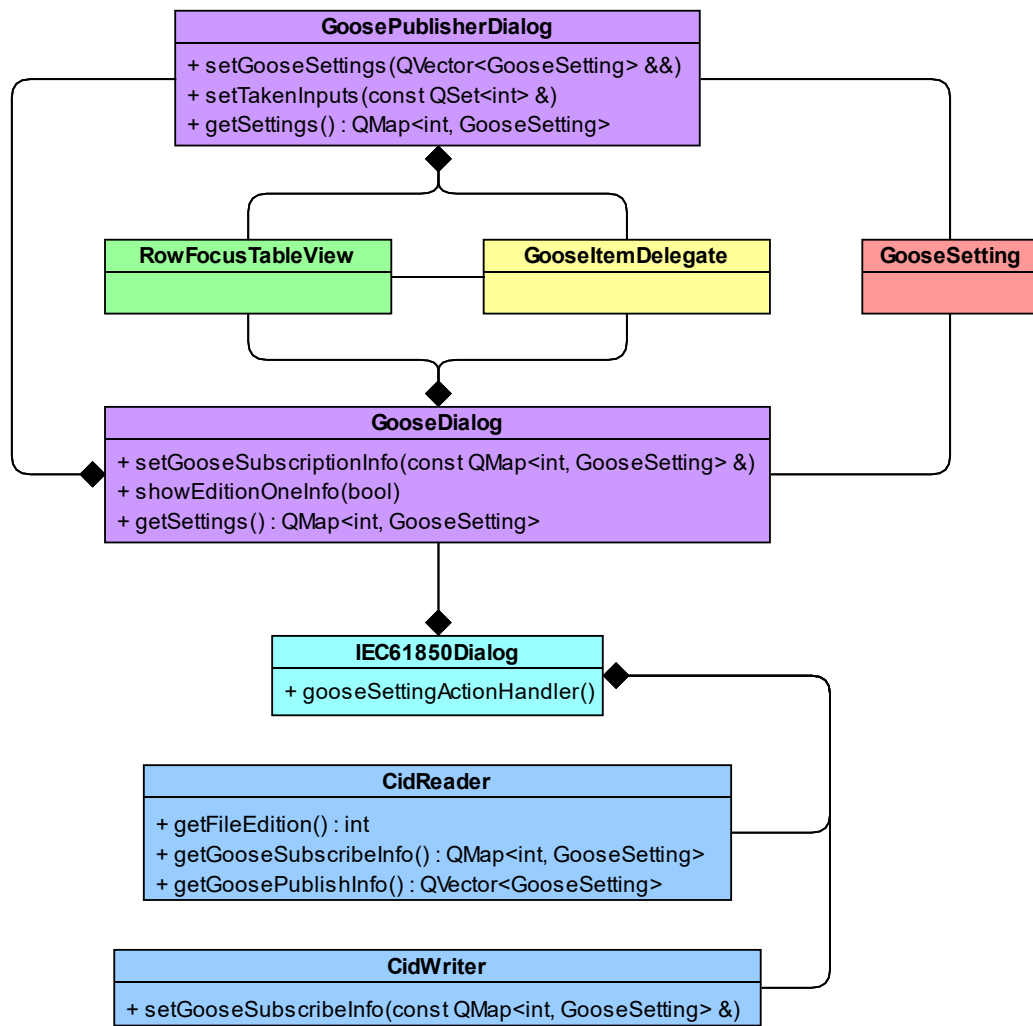 GoosePublisherDialog
+ setGooseSettings(QVector<GooseSetting> &&)
+ setTakenInputs(const QSet<int> &)
+ getSettings() : QMap<int, GooseSetting>
RowFocusTableView
GooseItemDelegate
GooseSetting
GooseDialog
+ setGooseSubscriptionInfo(const QMap<int, GooseSetting> &)
+ showEditionOneInfo(bool)
+ getSettings() : QMap<int, GooseSetting>
IEC61850Dialog
+ gooseSettingActionHandler()
CidReader
+ getFileEdition() : int
+ getGooseSubscribeInfo() : QMap<int, GooseSetting>
+ getGoosePublishInfo() : QVector<GooseSetting>
CidWriter
+ setGooseSubscribeInfo(const QMap<int, GooseSetting> &)